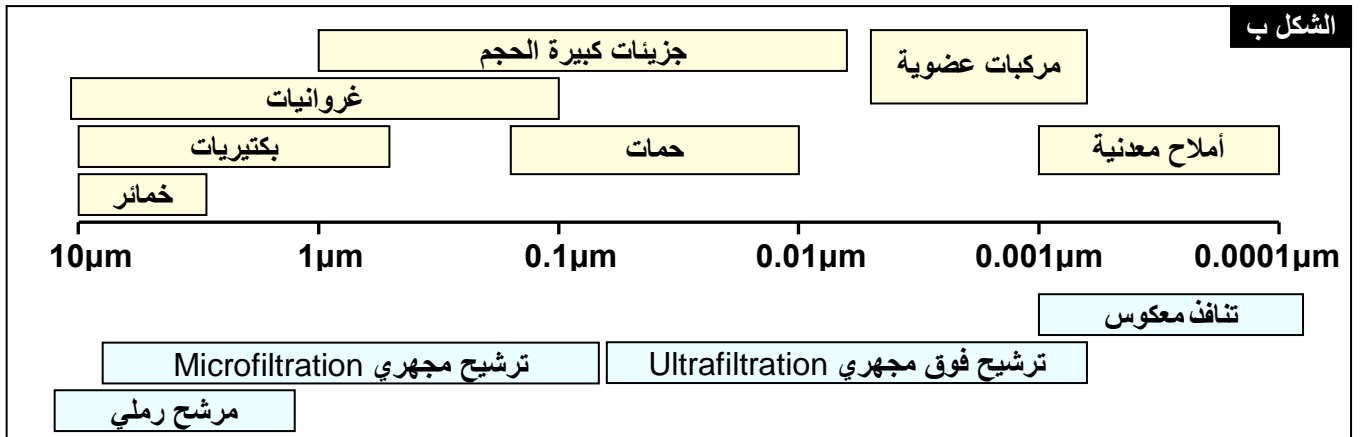 الشكل ب
جزيئات كبيرة الحجم
مركبات عضوية
غروانيات
بكتيريات
حمات
أملاح معدنية
خمائر
10µm 1µm 0.1µm 0.01µm 0.001µm 0.0001µm
تنافذ معكوس
ترشيح مجهري Microfiltration
ترشيح فوق مجهري Ultrafiltration
مرشح رملي